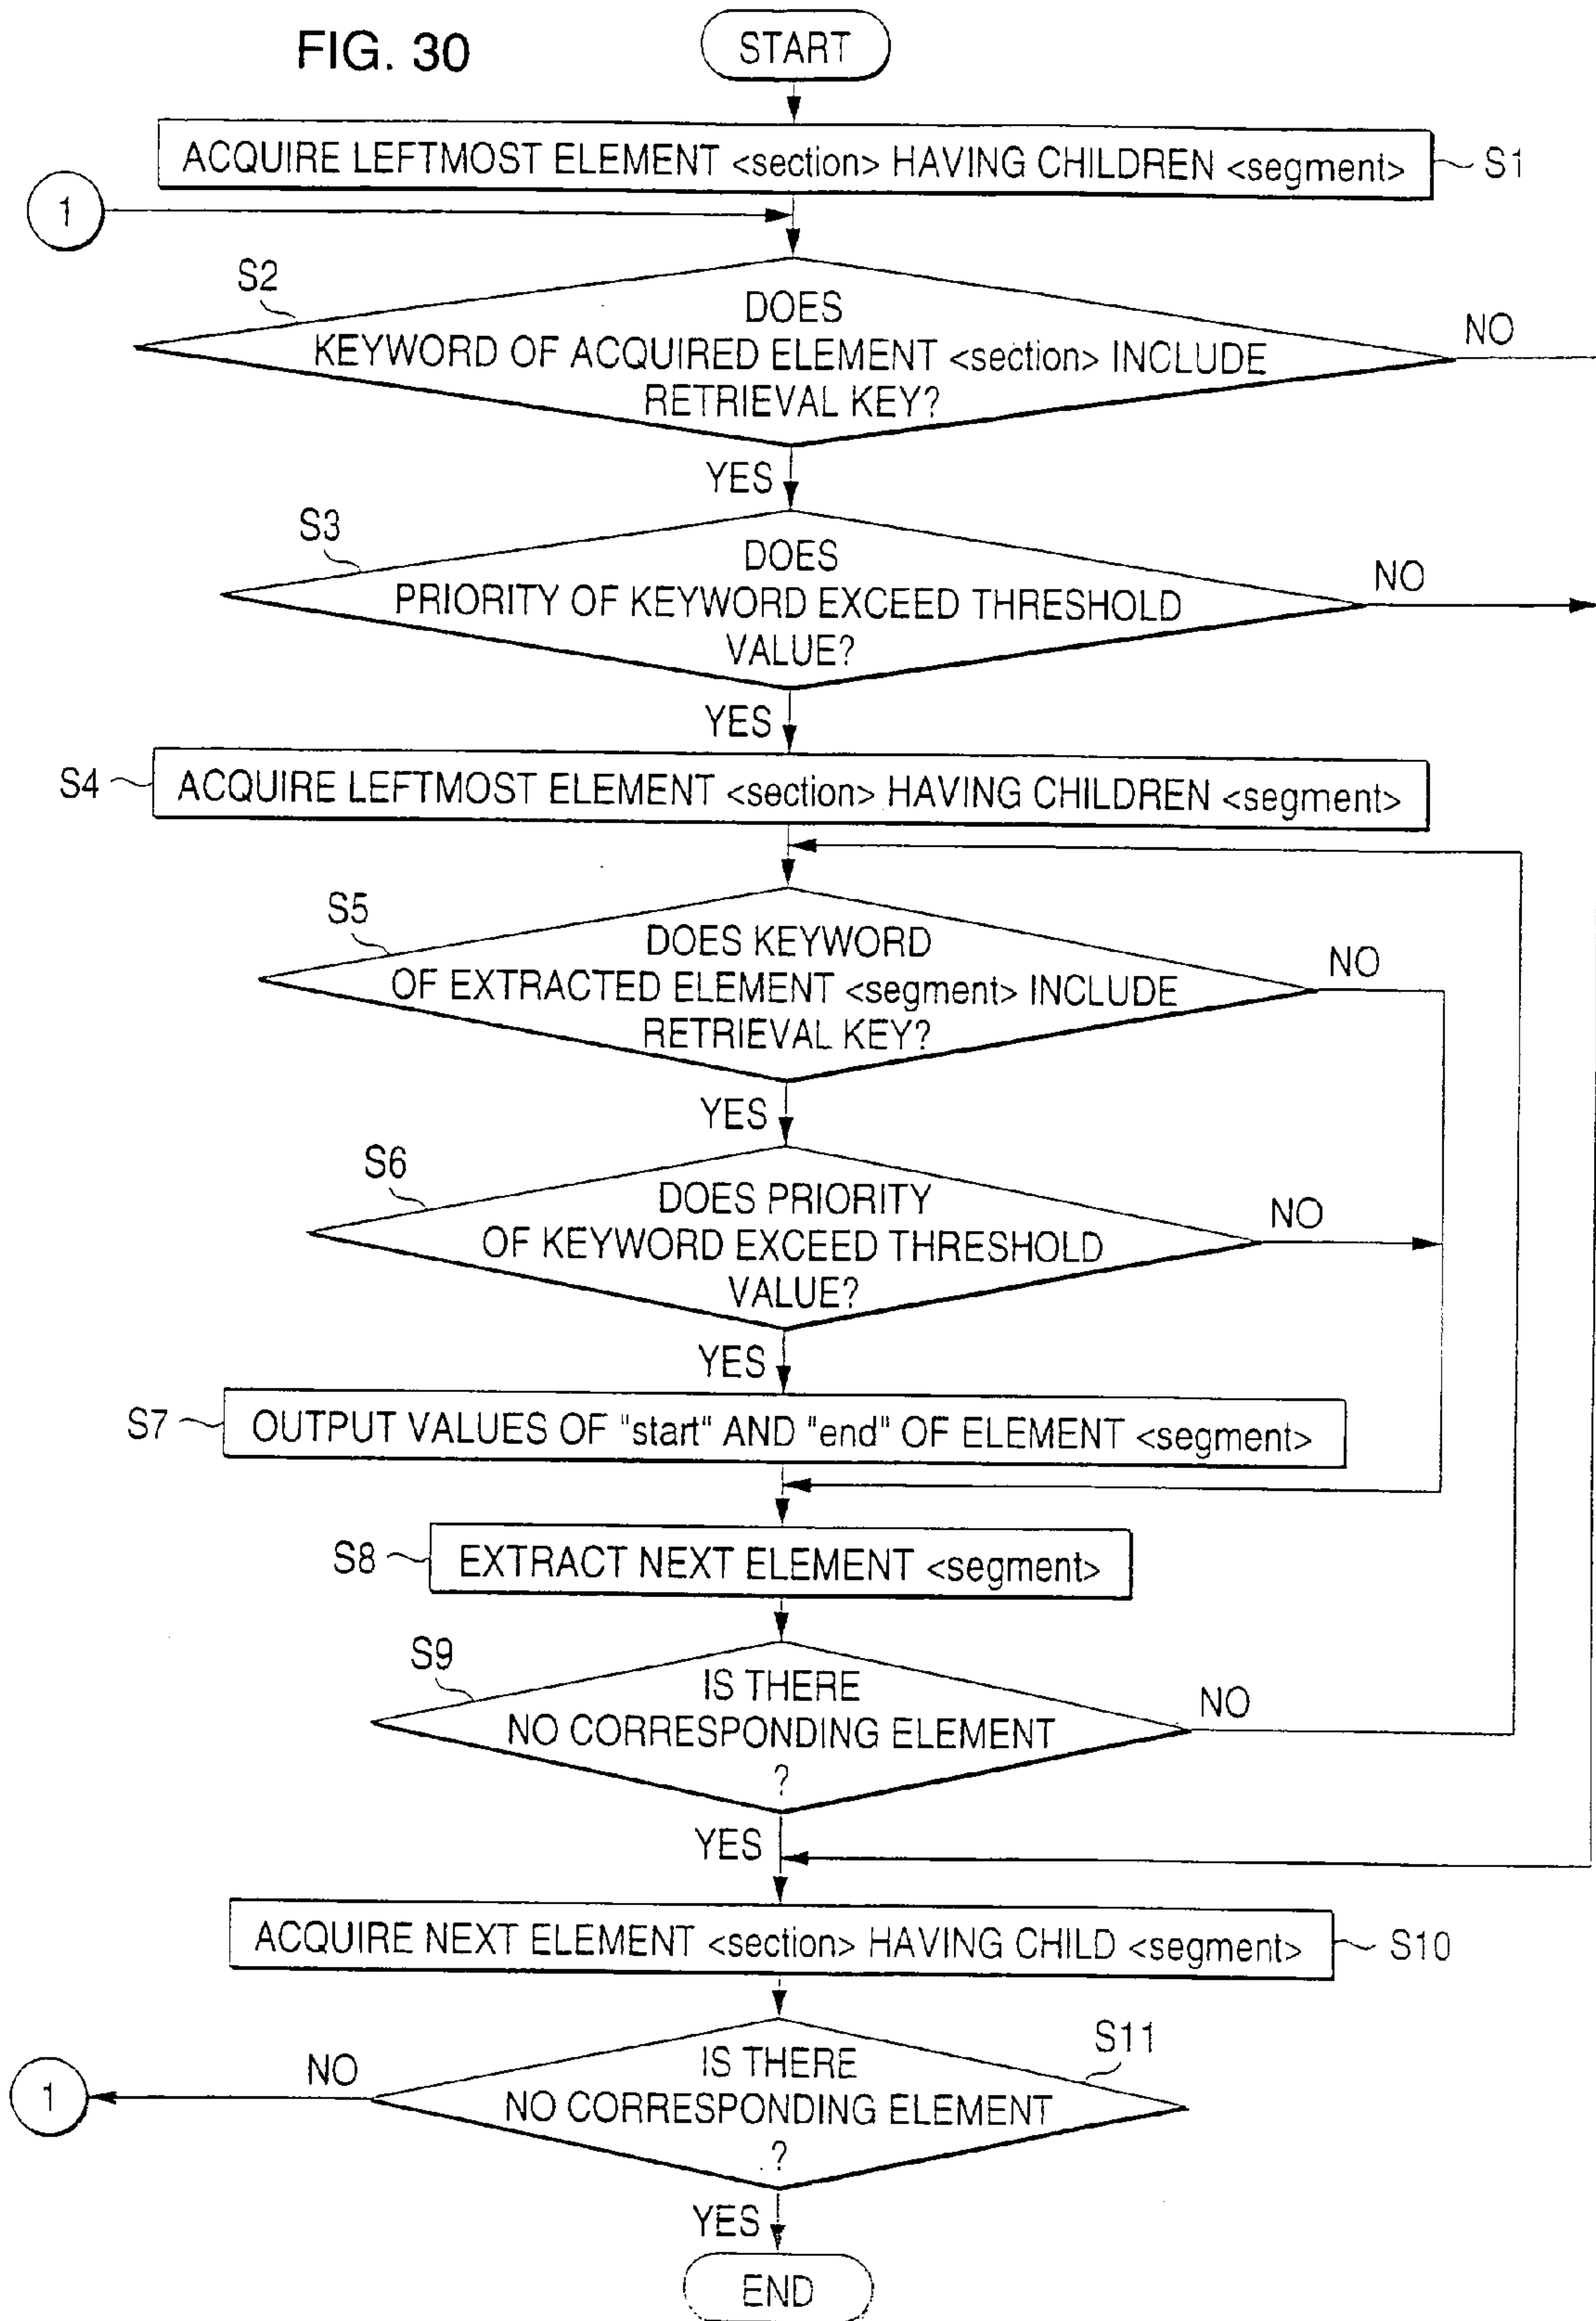 FIG. 30
START
ACQUIRE LEFTMOST ELEMENT <section> HAVING CHILDREN <segment>
S1
1
S2
DOES
KEYWORD OF ACQUIRED ELEMENT <section> INCLUDE
RETRIEVAL KEY?
NO
YES
S3
DOES
PRIORITY OF KEYWORD EXCEED THRESHOLD
VALUE?
NO
YES
S4
ACQUIRE LEFTMOST ELEMENT <section> HAVING CHILDREN <segment>
S5
DOES KEYWORD
OF EXTRACTED ELEMENT <segment> INCLUDE
RETRIEVAL KEY?
NO
YES
S6
DOES PRIORITY
OF KEYWORD EXCEED THRESHOLD
VALUE?
NO
YES
S7
OUTPUT VALUES OF "start" AND "end" OF ELEMENT <segment>
S8
EXTRACT NEXT ELEMENT <segment>
S9
IS THERE
NO CORRESPONDING ELEMENT
?
NO
YES
ACQUIRE NEXT ELEMENT <section> HAVING CHILD <segment>
S10
S11
IS THERE
NO CORRESPONDING ELEMENT
?
NO
1
YES
END